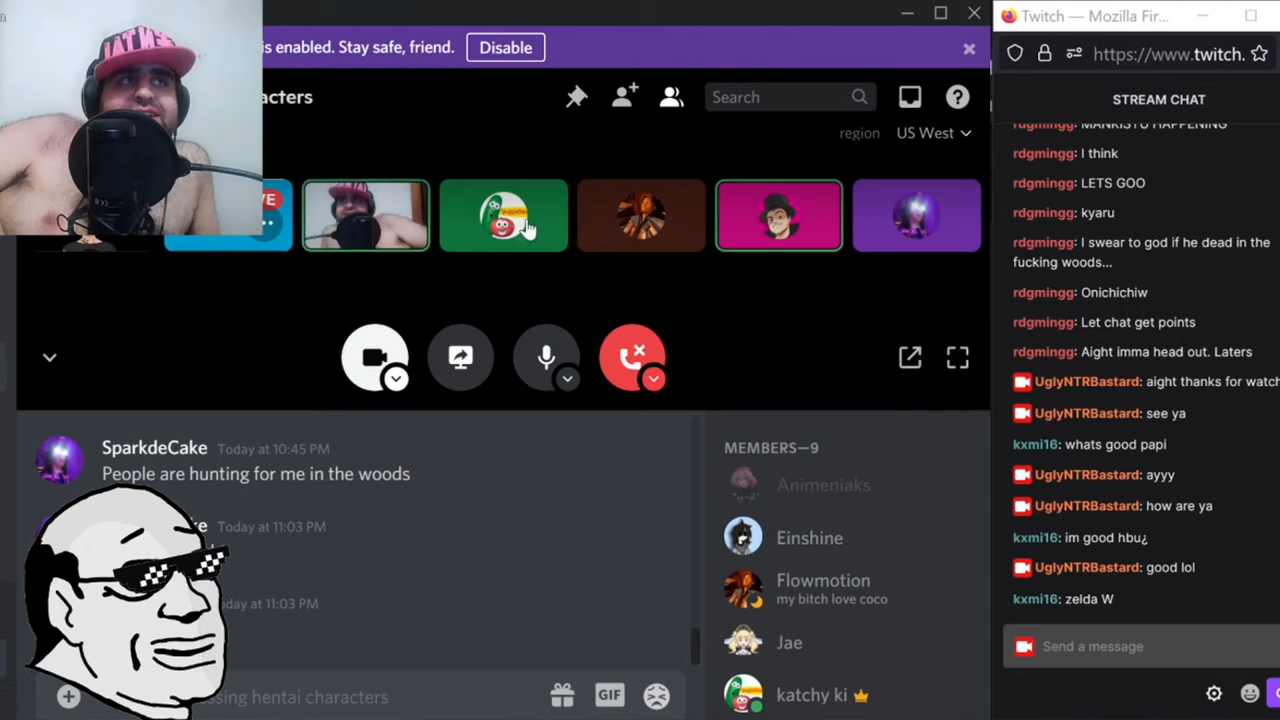 is enabled. Stay safe, friend.
Disable
Twitch — Mozilla Fir...
https://www.twitch.
acters
Search
region
US West
STREAM CHAT
rdgmingg: I think
rdgmingg: LETS GOO
rdgmingg: kyaru
rdgmingg: I swear to god if he dead in the
fucking woods...
rdgmingg: Onichichiw
rdgmingg: Let chat get points
rdgmingg: Aight imma head out. Laters
UglyNTRBastard: aight thanks for watch
UglyNTRBastard: see ya
kxmi16: whats good papi
UglyNTRBastard: ayyy
UglyNTRBastard: how are ya
kxmi16: im good hbu¿
UglyNTRBastard: good lol
kxmi16: zelda W
Send a message
SparkdeCake Today at 10:45 PM
People are hunting for me in the woods
ke Today at 11:03 PM
oday at 11:03 PM
ssing hentai characters
GIF
MEMBERS—9
Animeniaks
Einshine
Flowmotion
my bitch love coco
Jae
katchy ki